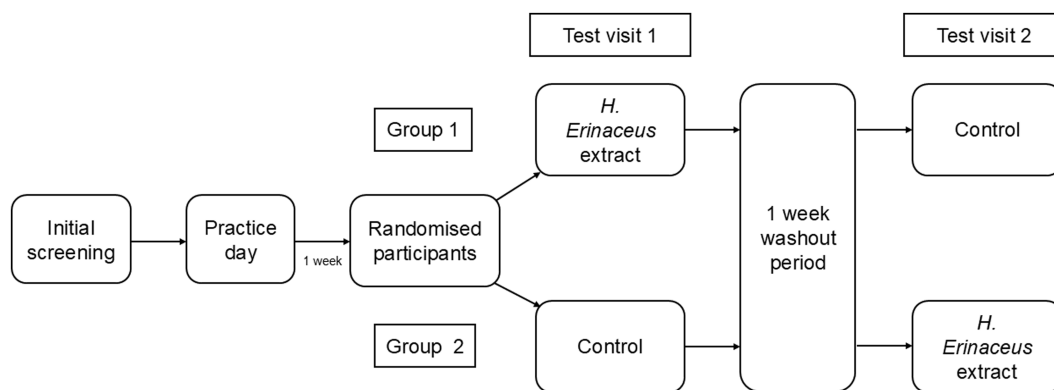 Test visit 1
Test visit 2
Group 1
H.
Erinaceus
extract
Control
Initial
screening
Practice
day
1 week
Randomised
participants
1 week
washout
period
Group 2
Control
H.
Erinaceus
extract